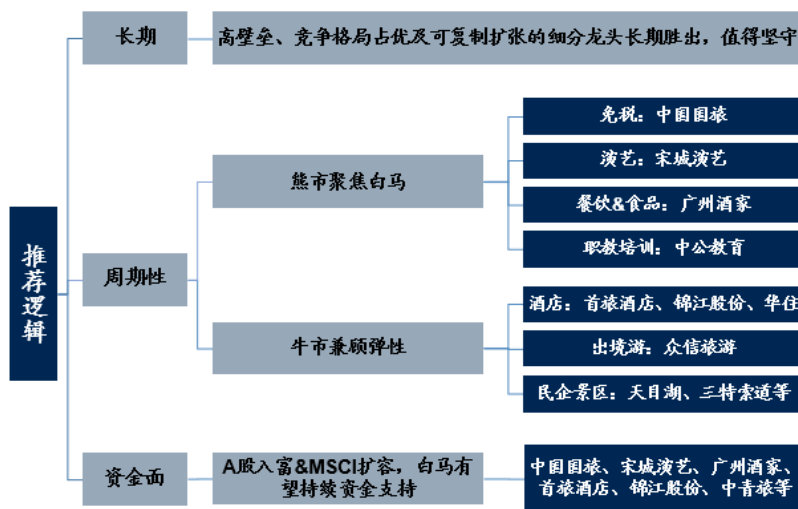 推荐逻辑
长期
高壁垒、竞争格局占优及可复制扩张的细分龙头长期胜出，值得坚守
周期性
熊市聚焦白马
免税：中国国旅
演艺：宋城演艺
餐饮&食品：广州酒家
职教培训：中公教育
牛市兼顾弹性
酒店：首旅酒店、锦江股份、华住
出境游：众信旅游
民企景区：天目湖、三特索道等
资金面
A股入富&MSCI扩容，白马有
望持续资金支持
中国国旅、宋城演艺、广州酒家、
首旅酒店、锦江股份、中青旅等